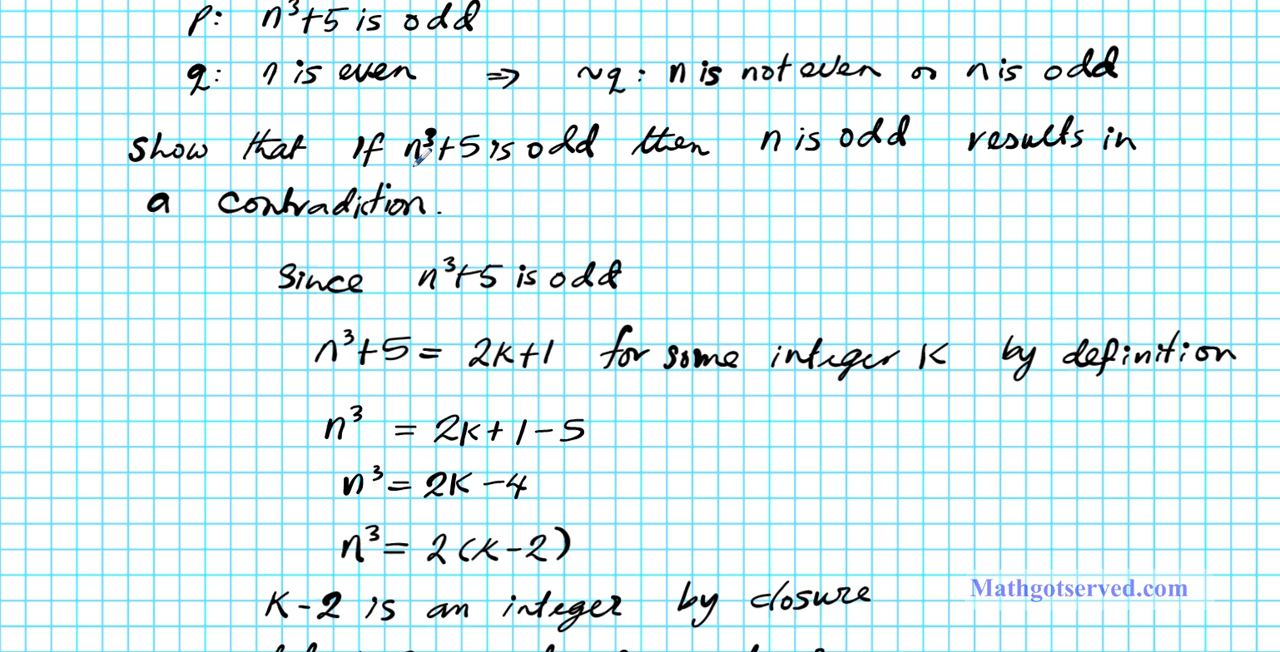 p: n³+5 is odd
q: n is even ⇒ ~q: n is not even or n is odd
show that if n³+5 is odd then n is odd results in
a contradiction.
Since n³+5 is odd
n³+5 = 2k+1 for some integer K by definition
n³ = 2k+1-5
n³ = 2k-4
n³ = 2(k-2)
K-2 is an integer by closure
Mathgotserved.com